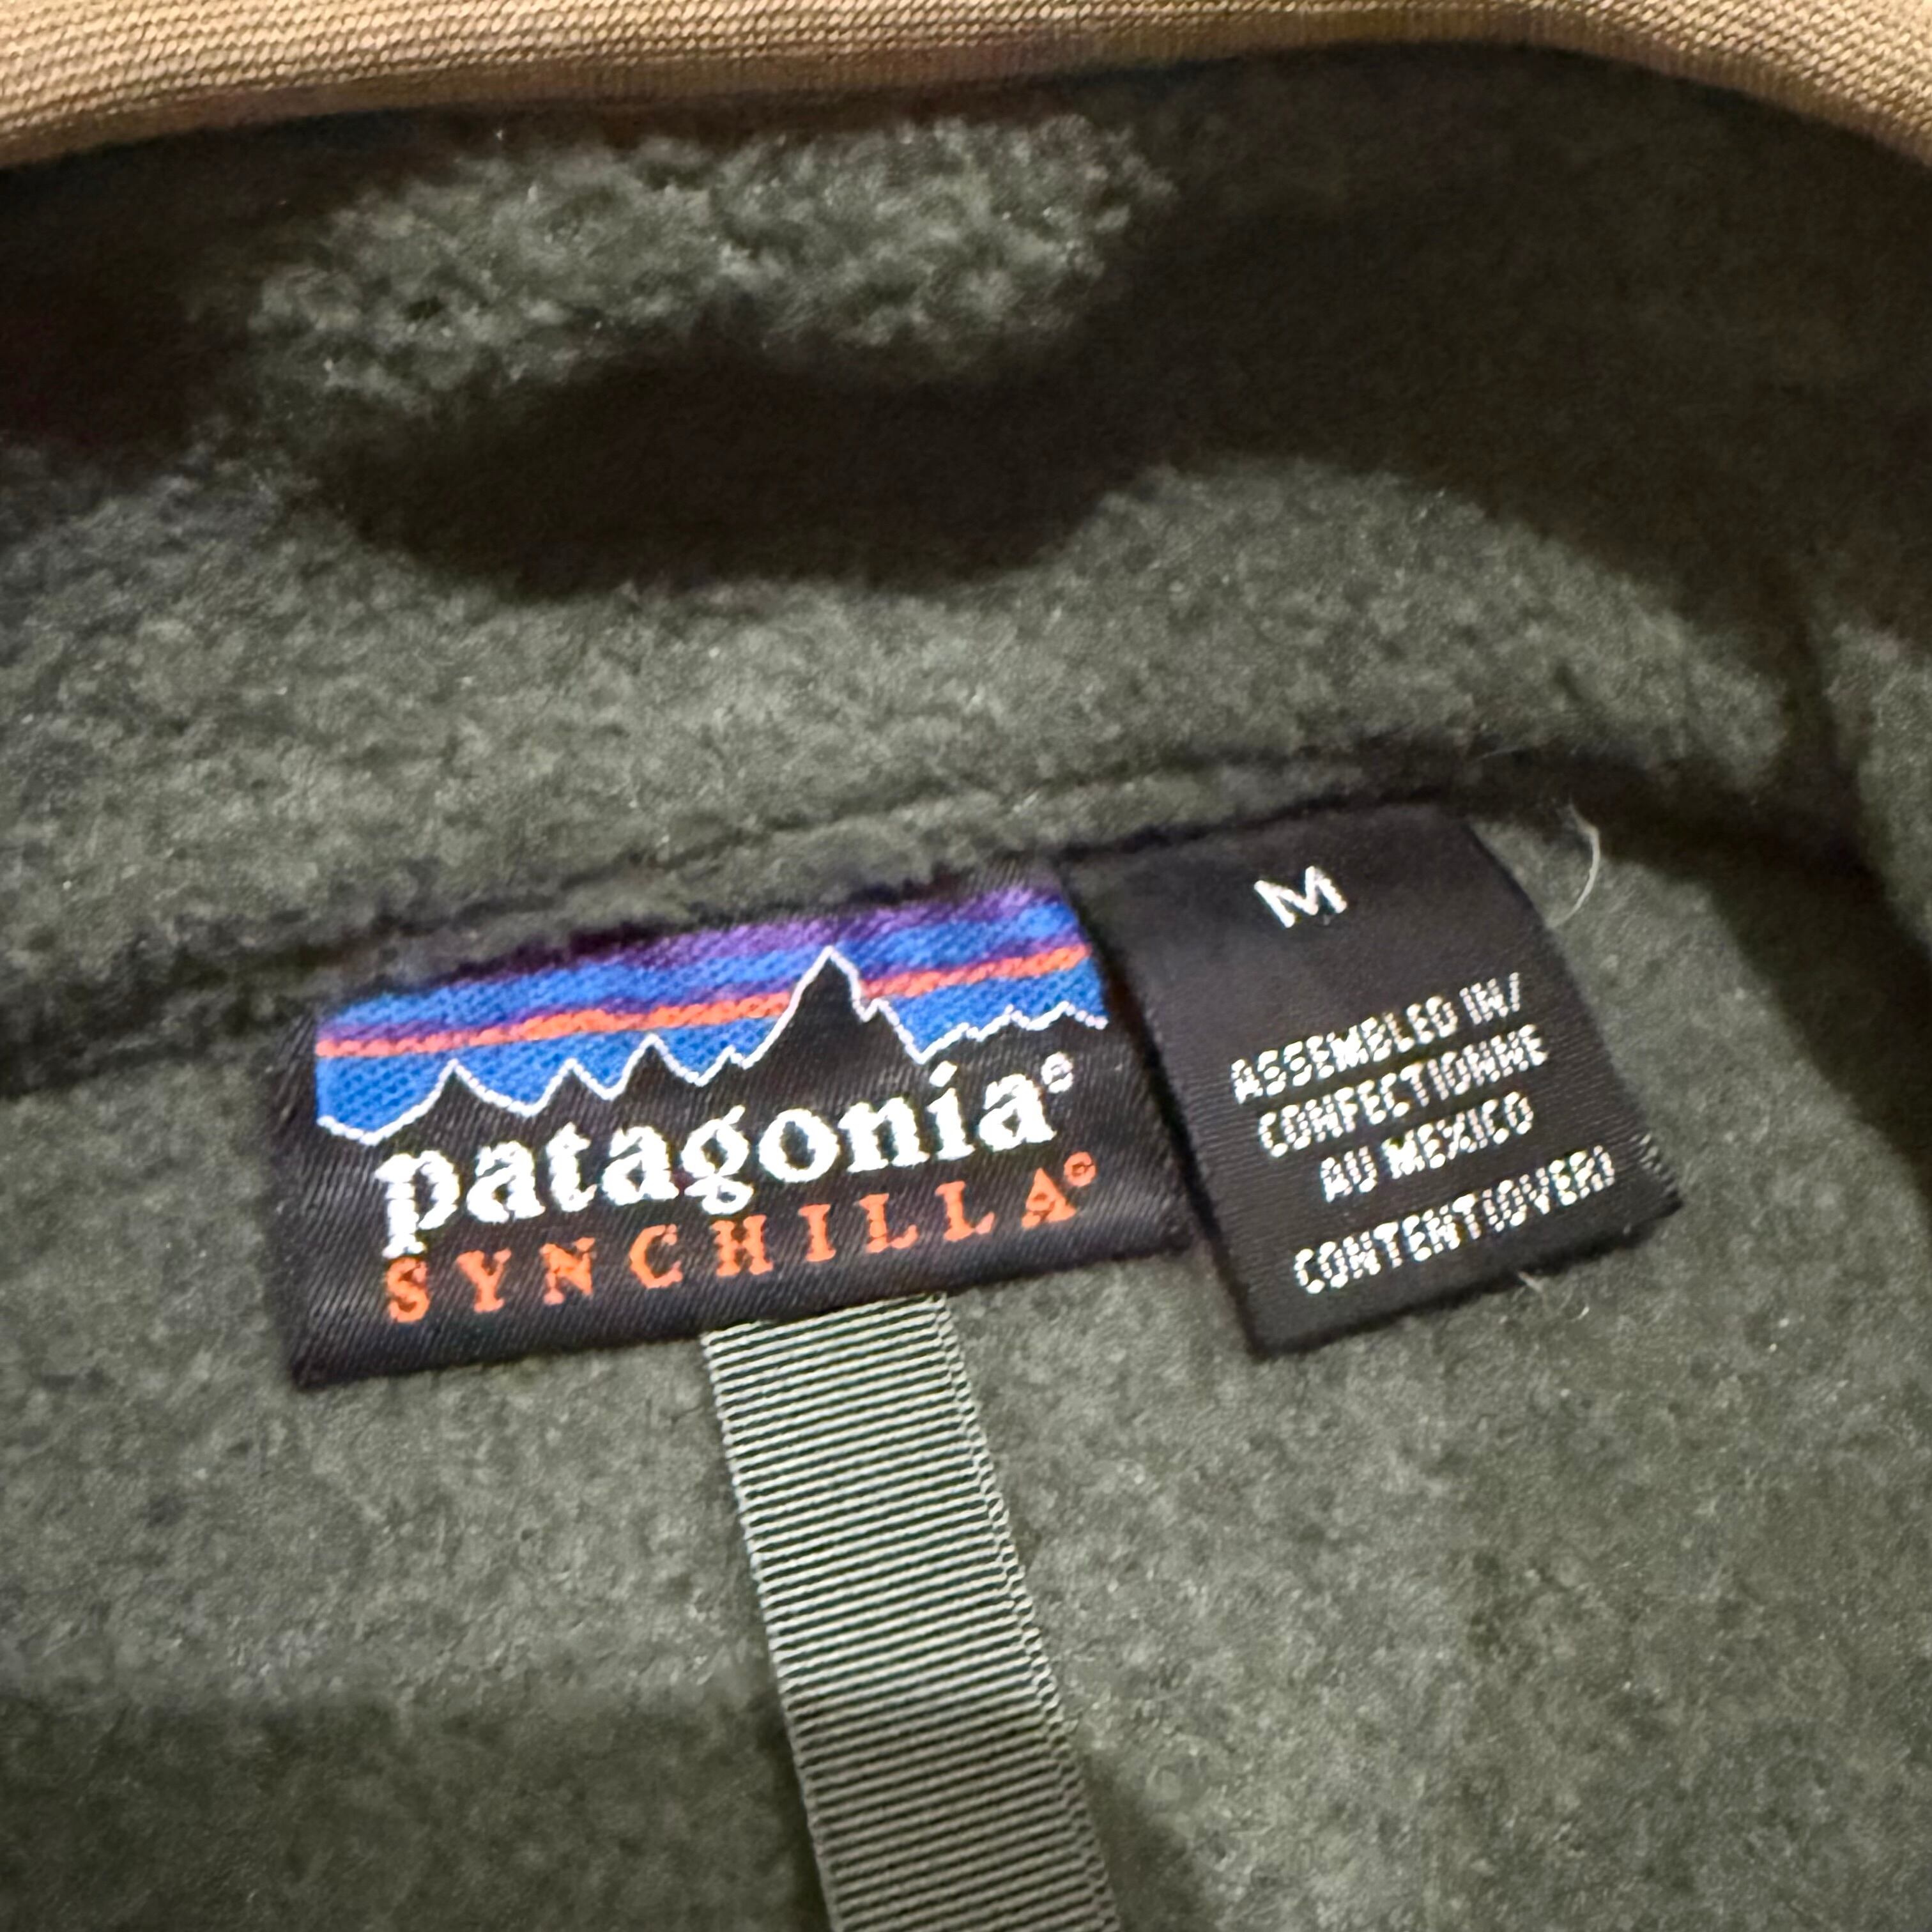 patagonia®
SYNCHILLA®
M
ASSEMBLED IN/
CONFECTIONNE
AU MEXICO
CONTENT(OVER)